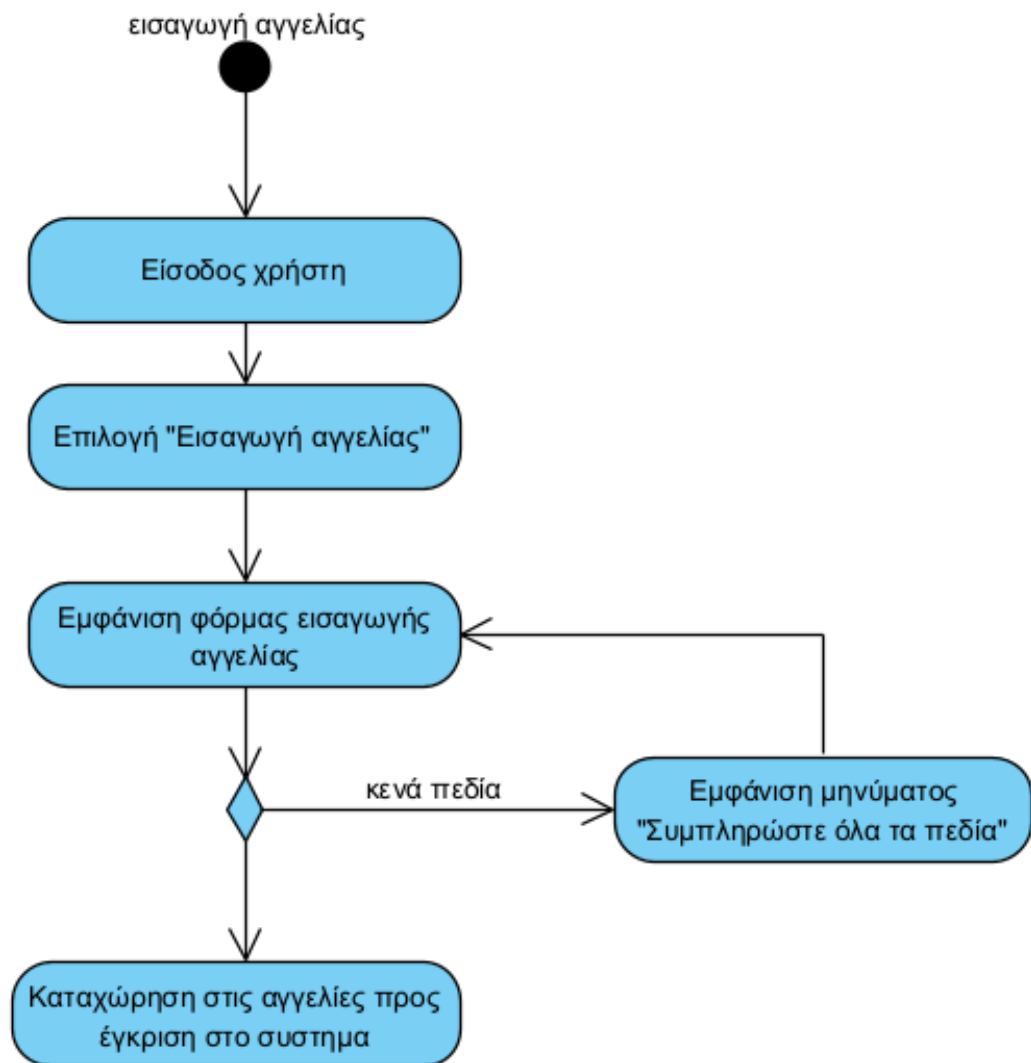 εισαγωγή αγγελίας
Είσοδος χρήστη
Επιλογή "Εισαγωγή αγγελίας"
Εμφάνιση φόρμας εισαγωγής
αγγελίας
κενά πεδία
Εμφάνιση μηνύματος
"Συμπληρώστε όλα τα πεδία"
Καταχώρηση στις αγγελίες προς
έγκριση στο συστημα